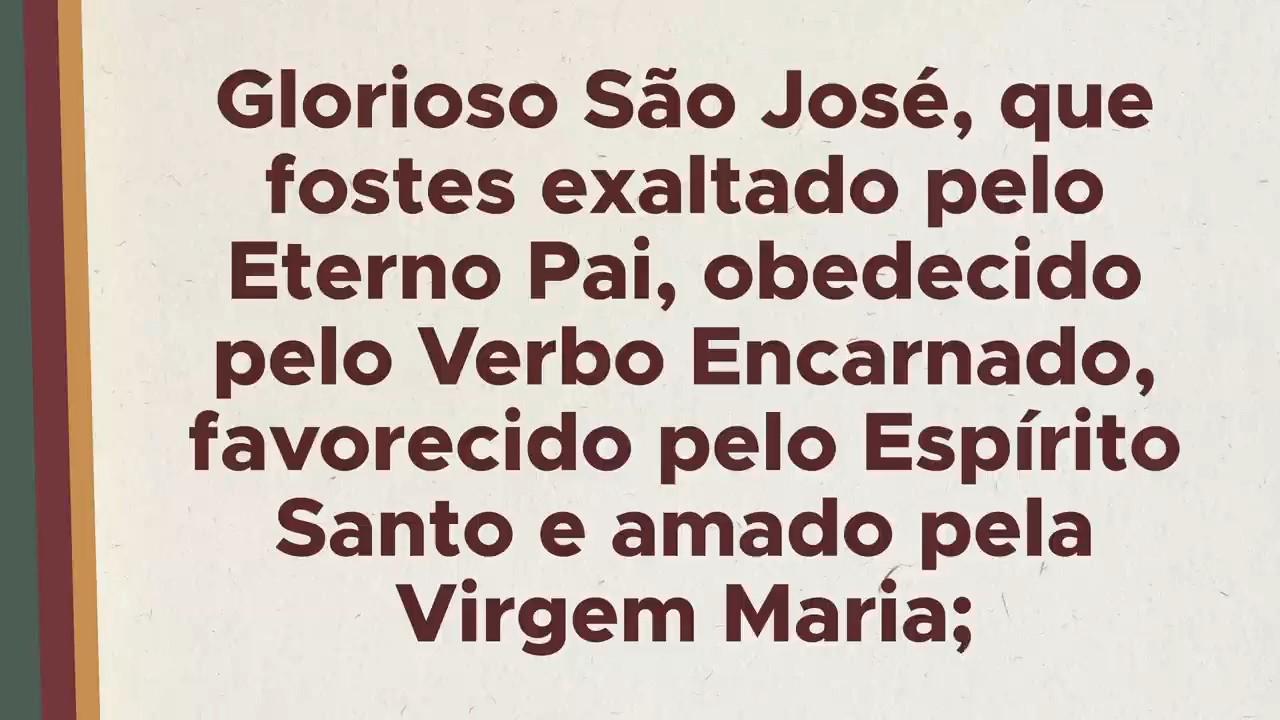 Glorioso São José, que
fostes exaltado pelo
Eterno Pai, obedecido
pelo Verbo Encarnado,
favorecido pelo Espírito
Santo e amado pela
Virgem Maria;